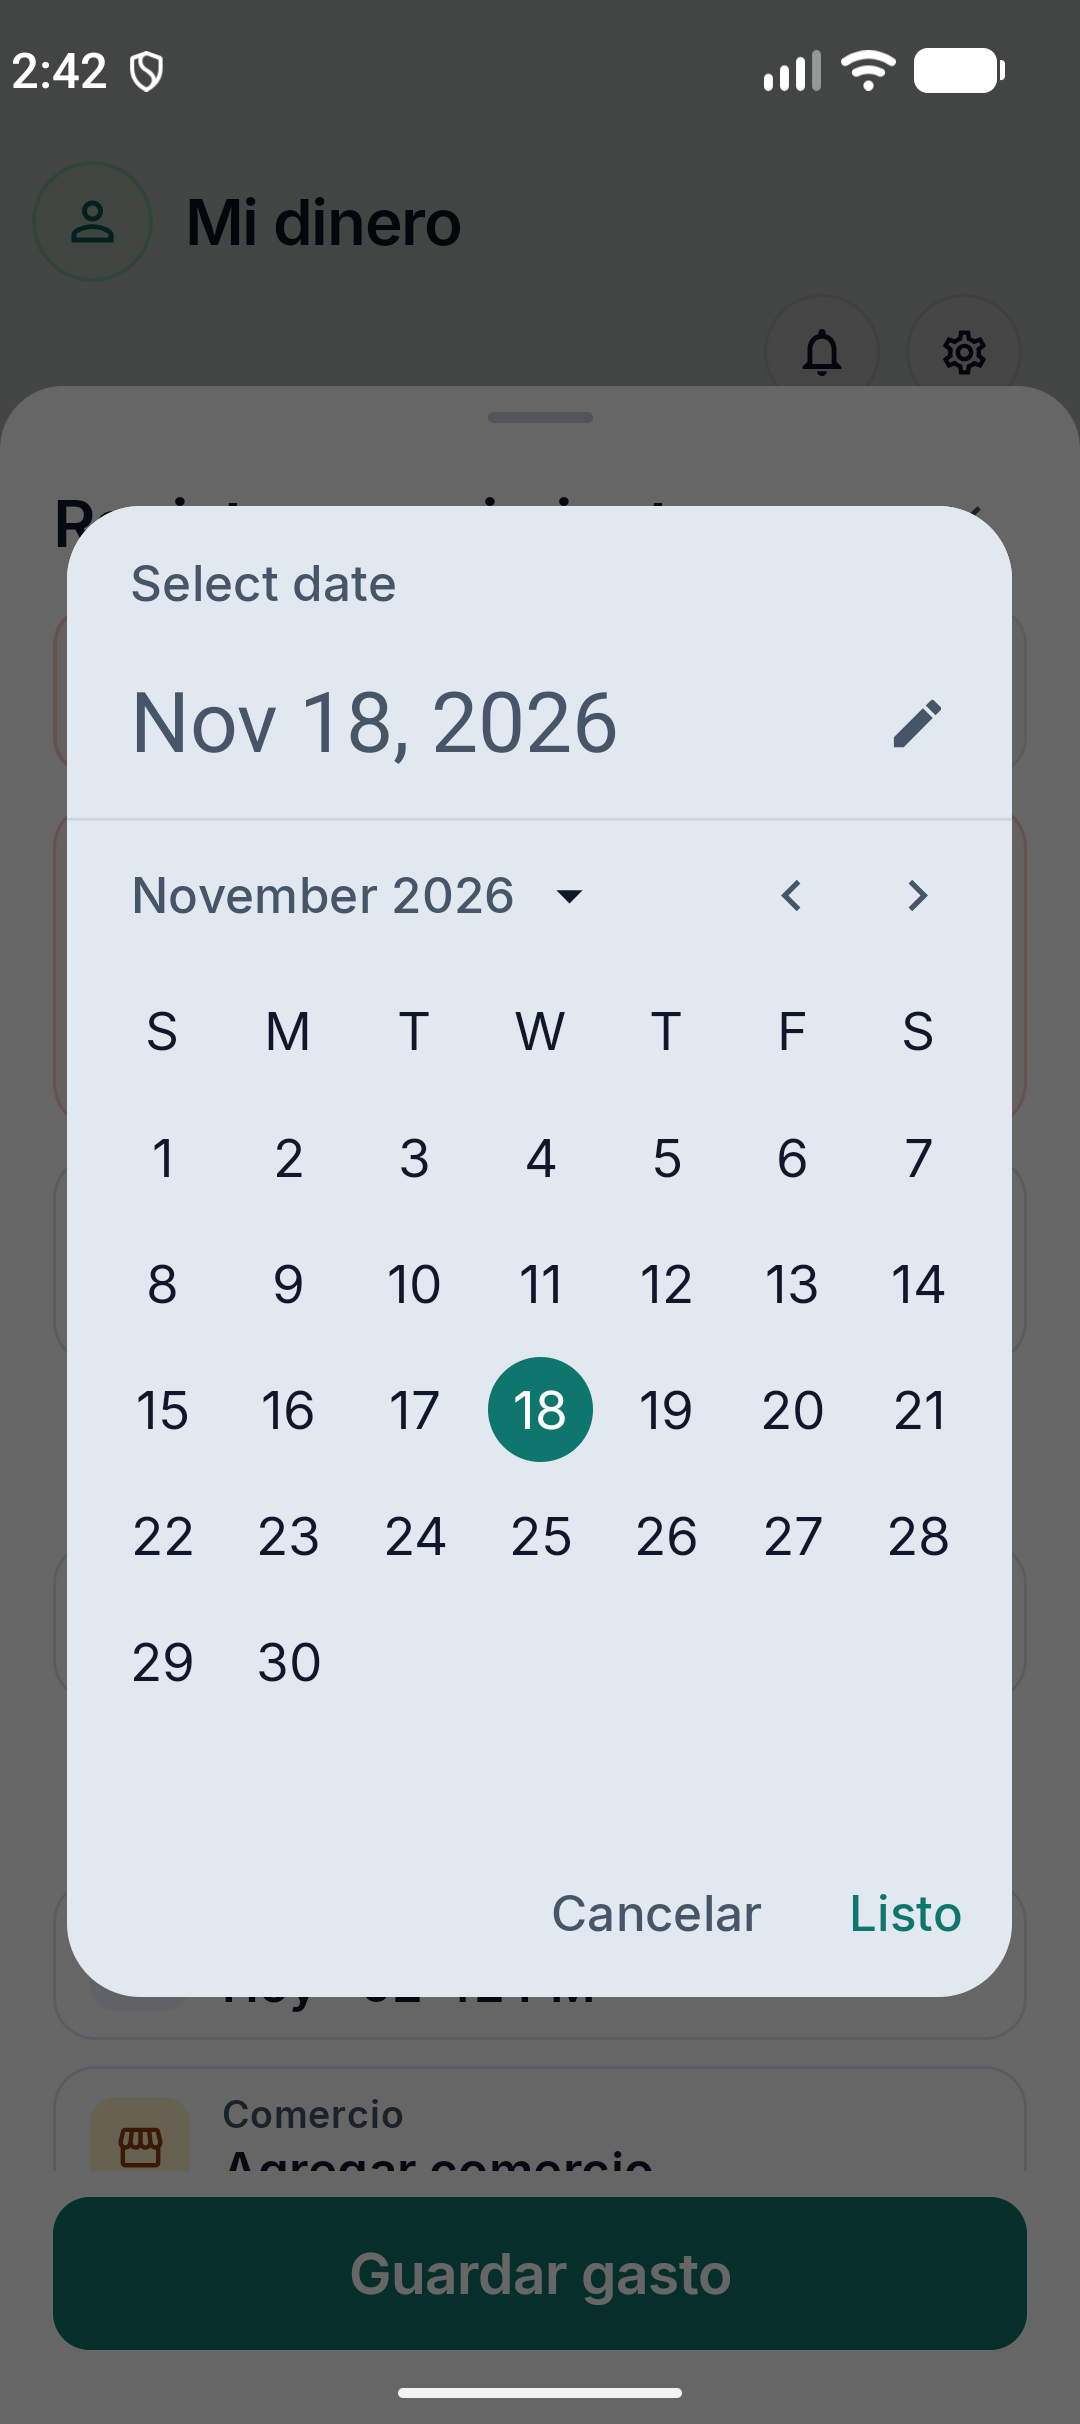 2:42
Mi dinero
Select date
Nov 18, 2026
November 2026
S M T W T F S
1 2 3 4 5 6 7
8 9 10 11 12 13 14
15 16 17 18 19 20 21
22 23 24 25 26 27 28
29 30
Cancelar Listo
Comercio
Agregar comercio
Guardar gasto